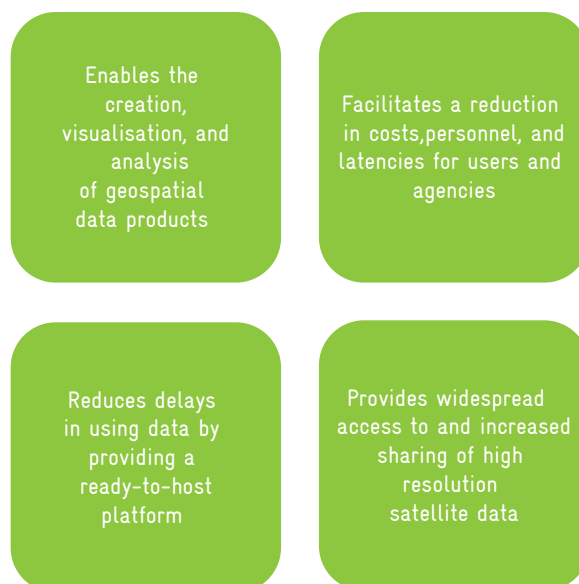 Enables the
creation,
visualisation, and
analysis
of geospatial
data products
Facilitates a reduction
in costs,personnel, and
latencies for users and
agencies
Reduces delays
in using data by
providing a
ready-to-host
platform
Provides widespread
access to and increased
sharing of high
resolution
satellite data